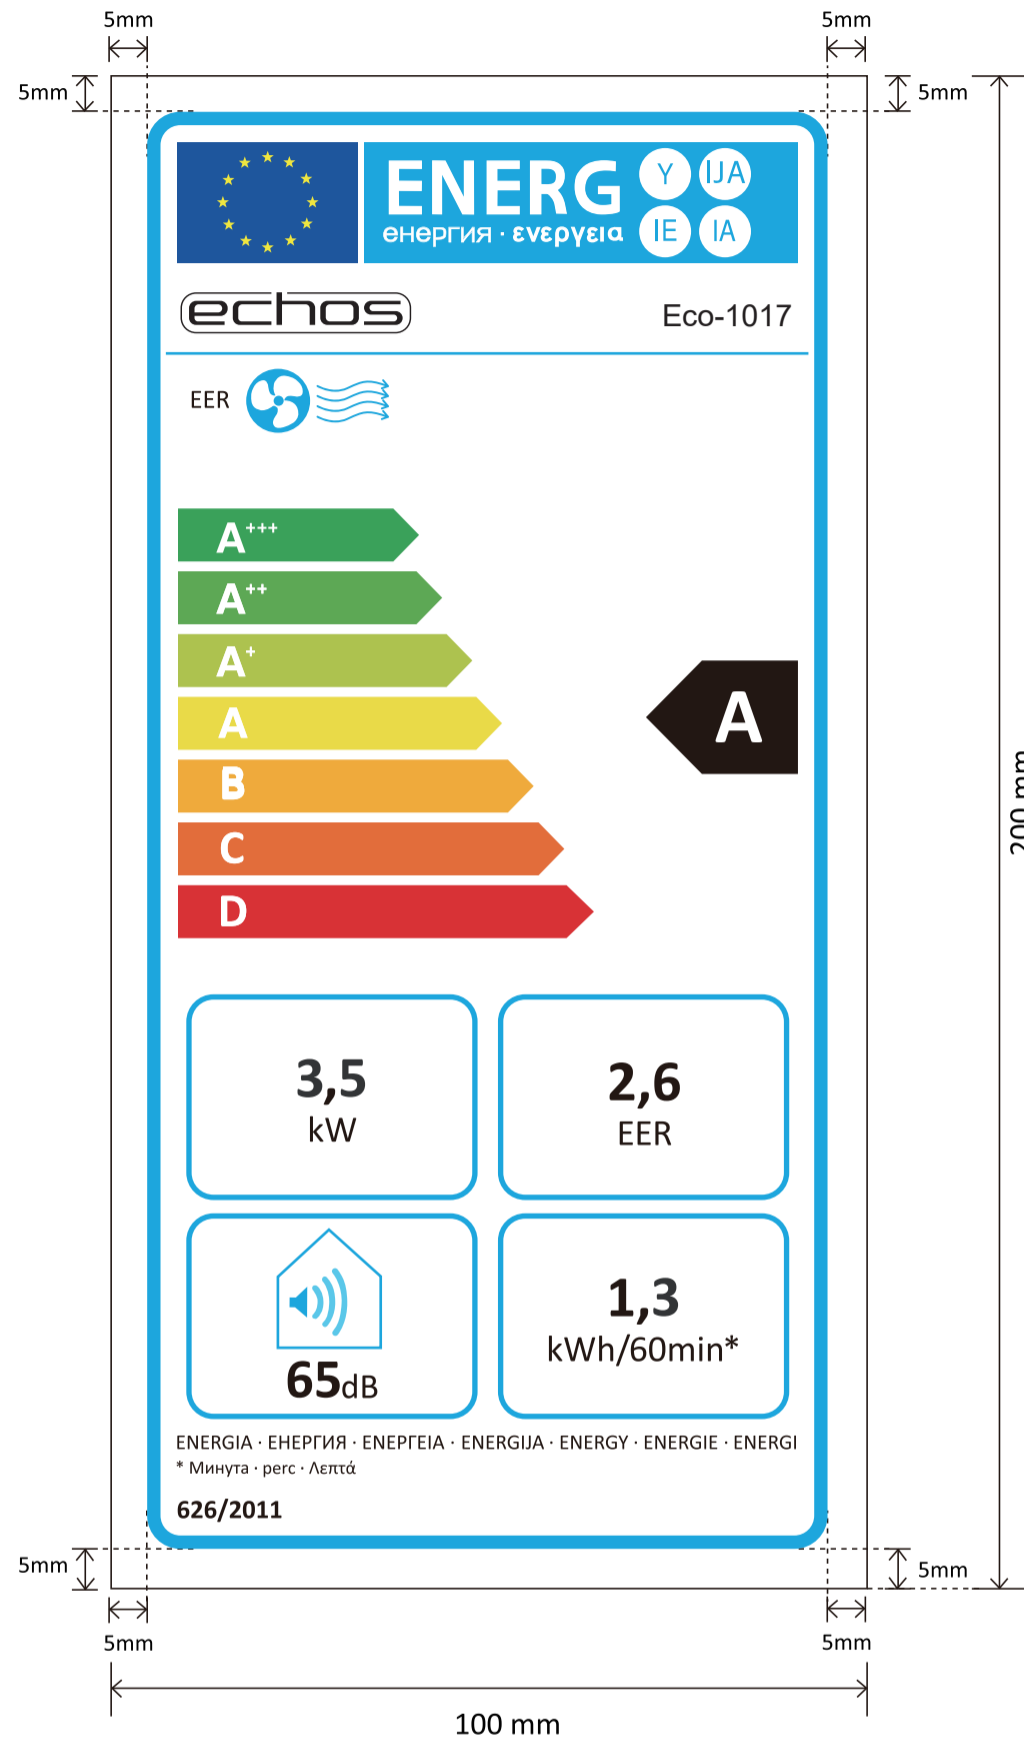 5mm 5mm
5mm 5mm
ENERG Y IJA
енергия · ενεργεια IE IA
echos Eco-1017
EER
A+++
A++
A+
A
A
B
C
D
200 mm
3,5
kW
2,6
EER
65dB
1,3
kWh/60min*
ENERGIA · ЕНЕРГИЯ · ΕΝΕΡΓΕΙΑ · ENERGIJA · ENERGY · ENERGIE · ENERGI
* Минута · perc · Λεπτά
626/2011
5mm 5mm
5mm 5mm
100 mm